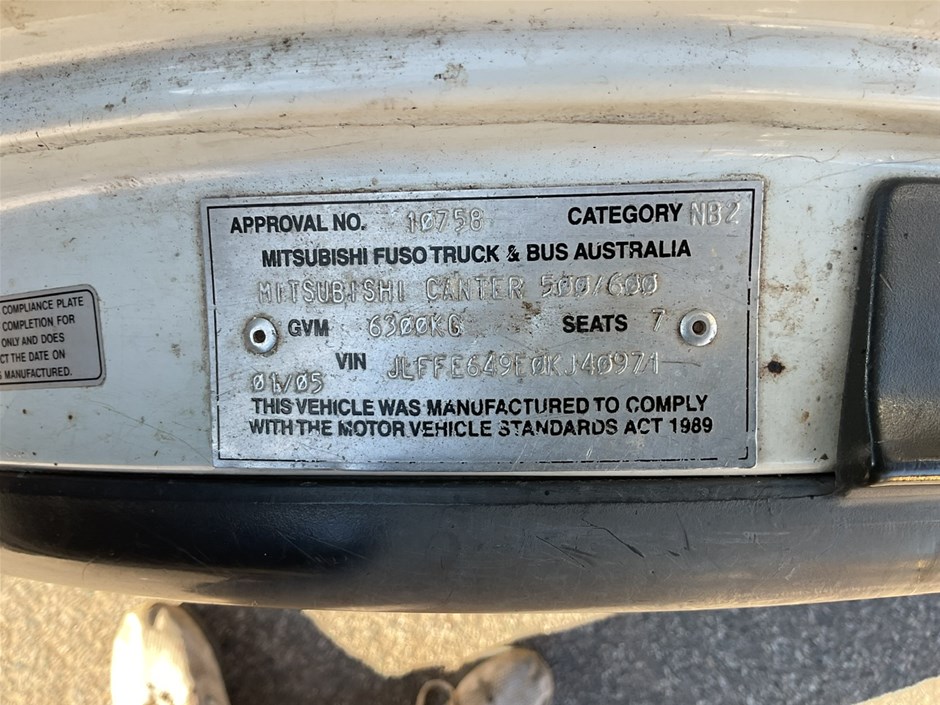 APPROVAL NO. 10758 CATEGORY NB2
MITSUBISHI FUSO TRUCK & BUS AUSTRALIA
MITSUBISHI CANTER 500/600
GVM 6300KG SEATS 7
VIN JLFFE649E0KJ40971
01/05
THIS VEHICLE WAS MANUFACTURED TO COMPLY
WITH THE MOTOR VEHICLE STANDARDS ACT 1989
COMPLIANCE PLATE
COMPLETION FOR
ONLY AND DOES
THE DATE ON
MANUFACTURED.